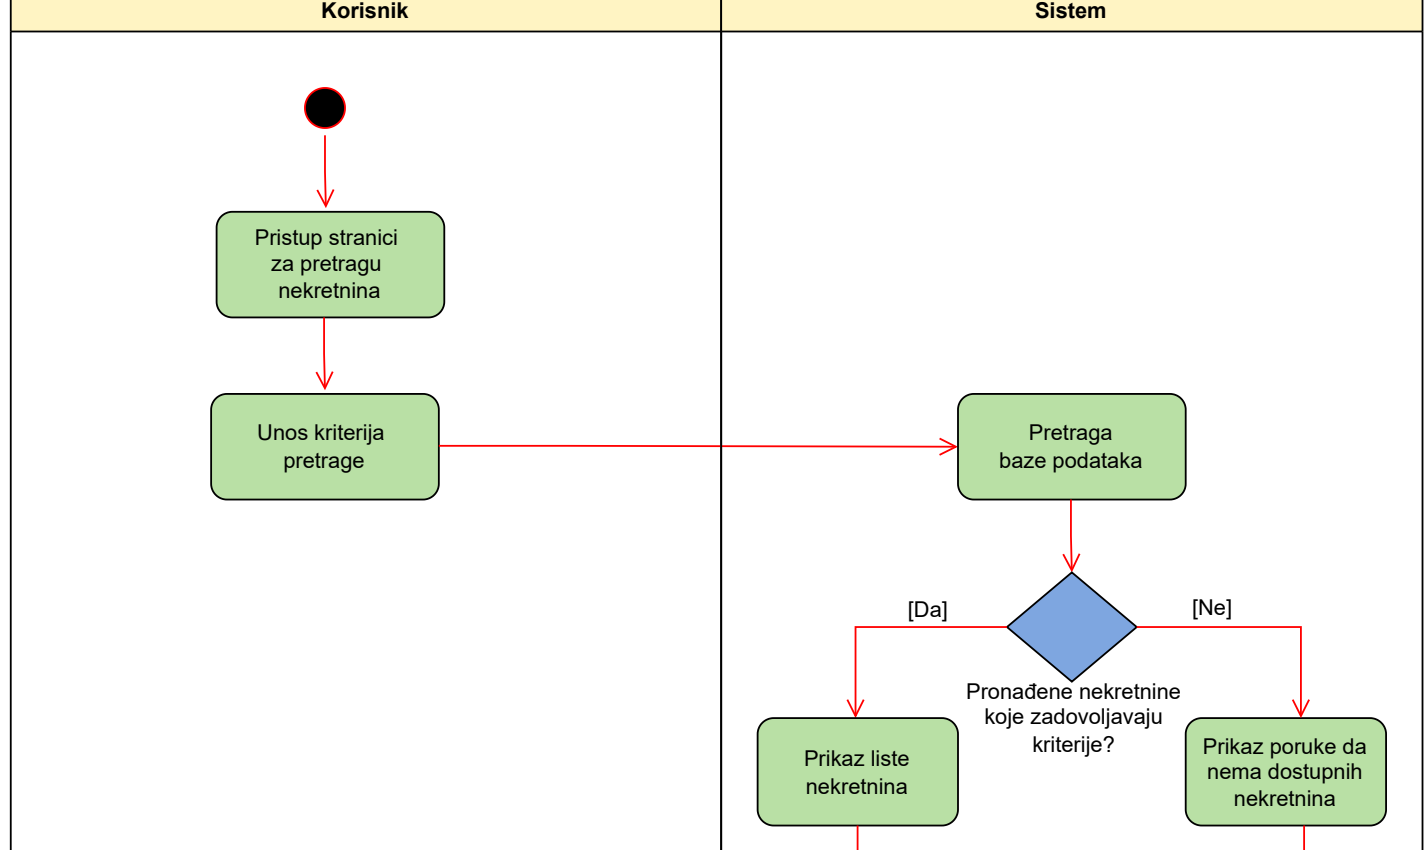 Korisnik
Sistem
Pristup stranici
za pretragu
nekretnina
Unos kriterija
pretrage
Pretraga
baze podataka
[Da]
[Ne]
Pronađene nekretnine
koje zadovoljavaju
kriterije?
Prikaz liste
nekretnina
Prikaz poruke da
nema dostupnih
nekretnina